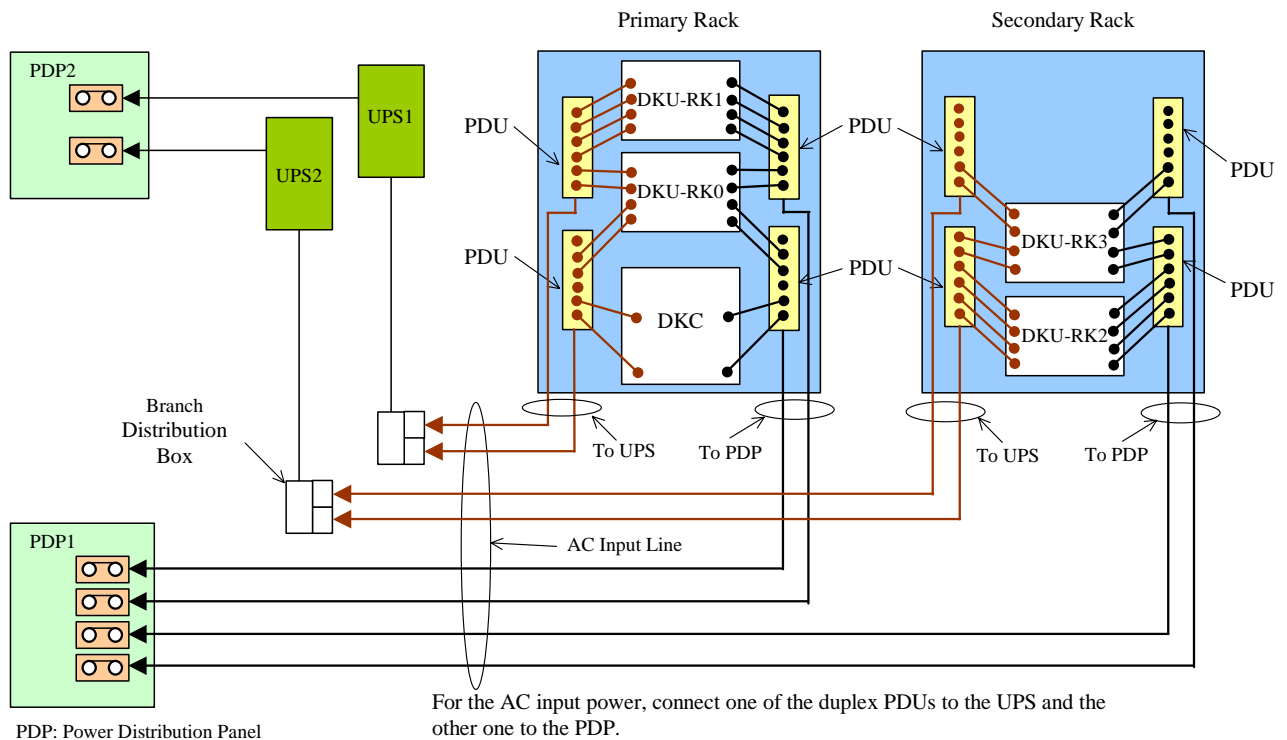 Primary Rack
Secondary Rack
PDP2
UPS1
UPS2
PDU
DKU-RK1
PDU
PDU
DKU-RK0
PDU
DKU-RK3
PDU
DKC
PDU
PDU
DKU-RK2
Branch
Distribution
Box
To UPS
To PDP
To UPS
To PDP
PDP1
AC Input Line
For the AC input power, connect one of the duplex PDUs to the UPS and the
other one to the PDP.
PDP: Power Distribution Panel